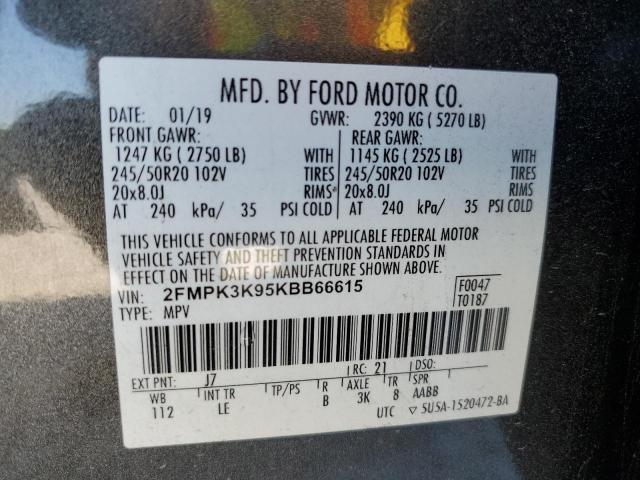 MFD. BY FORD MOTOR CO.
DATE: 01/19 GVWR: 2390 KG ( 5270 LB)
FRONT GAWR: REAR GAWR:
1247 KG ( 2750 LB) WITH 1145 KG ( 2525 LB) WITH
245/50R20 102V TIRES 245/50R20 102V TIRES
20x8.0J RIMS 20x8.0J RIMS
AT 240 kPa/ 35 PSI COLD AT 240 kPa/ 35 PSI COLD
THIS VEHICLE CONFORMS TO ALL APPLICABLE FEDERAL MOTOR
VEHICLE SAFETY AND THEFT PREVENTION STANDARDS IN
EFFECT ON THE DATE OF MANUFACTURE SHOWN ABOVE.
VIN: 2FMPK3K95KBB66615 F0047
TYPE: MPV T0187
EXT PNT: J7 RC: 21 DSO:
WB INT TR TP/PS R AXLE TR SPR
112 LE B 3K 8 AABB
UTC ▽ 5U5A-1520472-BA